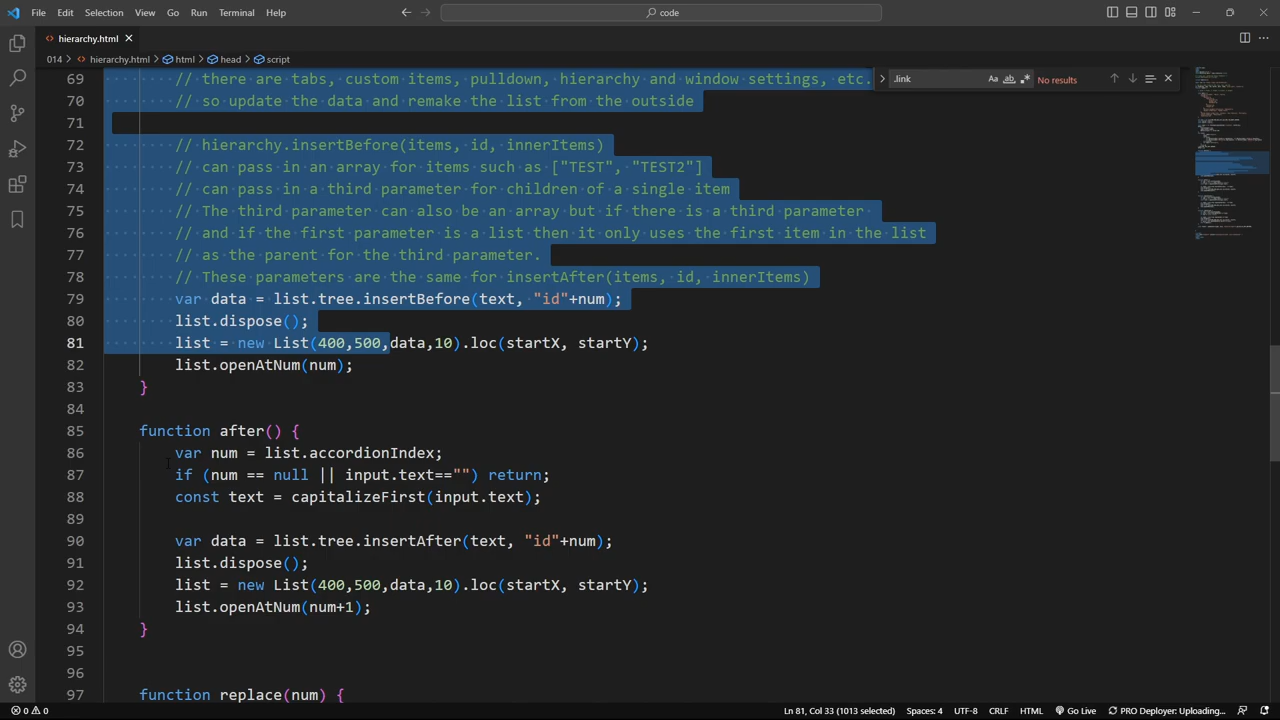 File Edit Selection View Go Run Terminal Help
code
hierarchy.html
014 > hierarchy.html > html > head > script
.link
No results
69 // there are tabs, custom items, pulldown, hierarchy and window settings, etc.
70 // so update the data and remake the list from the outside
71
72 // hierarchy.insertBefore(items, id, innerItems)
73 // can pass in an array for items such as ["TEST", "TEST2"]
74 // can pass in a third parameter for children of a single item
75 // The third parameter can also be an array but if there is a third parameter
76 // and if the first parameter is a list then it only uses the first item in the list
77 // as the parent for the third parameter.
78 // These parameters are the same for insertAfter(items, id, innerItems)
79 var data = list.tree.insertBefore(text, "id"+num);
80 list.dispose();
81 list = new List(400,500,data,10).loc(startX, startY);
82 list.openAtNum(num);
83 }
84
85 function after() {
86 var num = list.accordionIndex;
87 if (num == null || input.text=="") return;
88 const text = capitalizeFirst(input.text);
89
90 var data = list.tree.insertAfter(text, "id"+num);
91 list.dispose();
92 list = new List(400,500,data,10).loc(startX, startY);
93 list.openAtNum(num+1);
94 }
95
96
97 function replace(num) {
0 0 Ln 81, Col 33 (1013 selected) Spaces: 4 UTF-8 CRLF HTML Go Live PRO Deployer: Uploading...